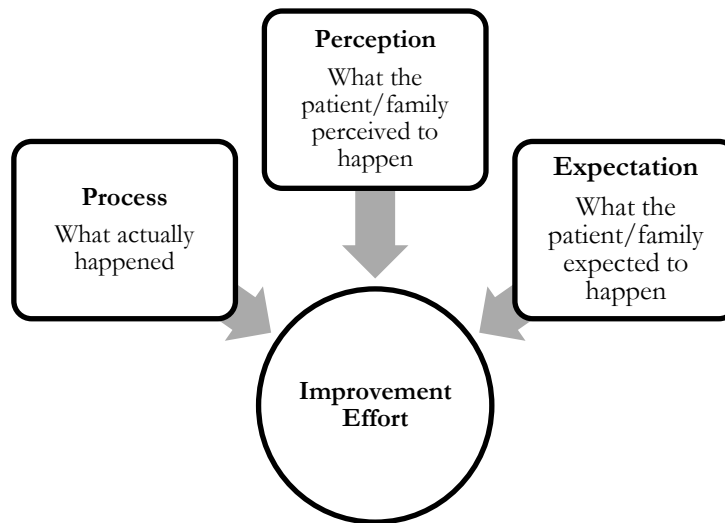 Process
What actually
happened
Perception
What the
patient/family
perceived to
happen
Expectation
What the
patient/family
expected to
happen
Improvement
Effort